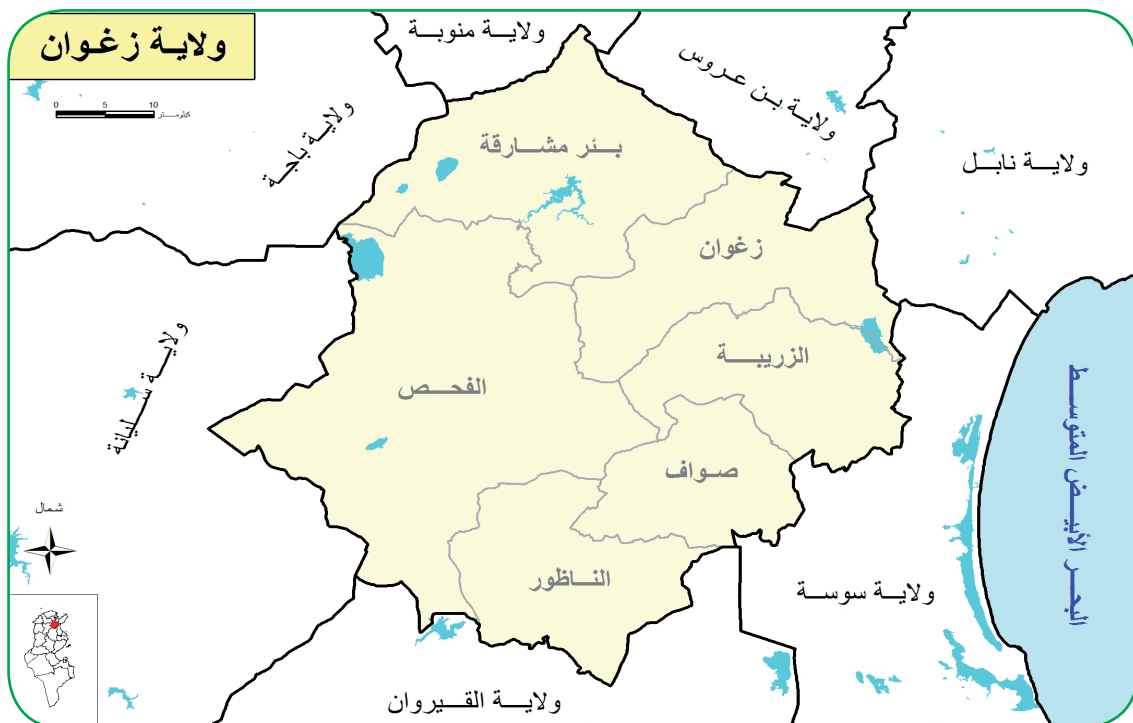 ولاية زغوان
ولاية منوبة
ولاية بن عروس
ولاية باجة
ولاية نابل
0 5 10
كيلومتر
بئر مشارقة
زغوان
الزريبة
الفحص
صواف
الناظور
ولاية سليانة
البحر الأبيض المتوسط
شمال
ولاية سوسة
ولاية القيروان